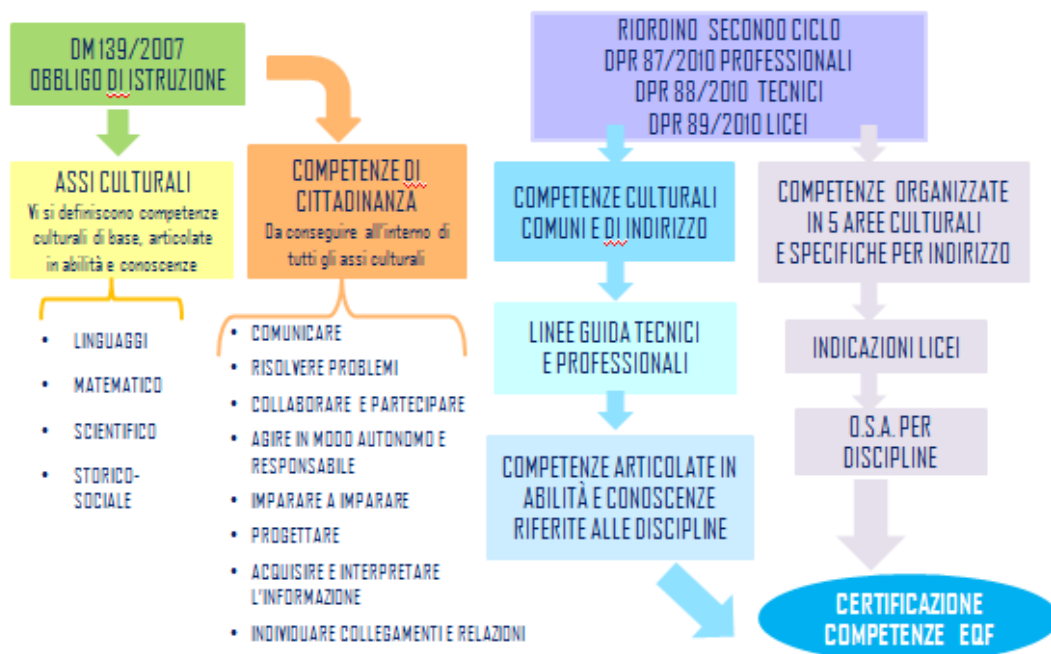 DM 139/2007
OBBLIGO DI ISTRUZIONE
ASSI CULTURALI
Vi si definiscono competenze
culturali di base, articolate
in abilità e conoscenze
• LINGUAGGI
• MATEMATICO
• SCIENTIFICO
• STORICO-
SOCIALE
COMPETENZE DI
CITTADINANZA
Da conseguire all'interno di
tutti gli assi culturali
• COMUNICARE
• RISOLVERE PROBLEMI
• COLLABORARE E PARTECIPARE
• AGIRE IN MODO AUTONOMO E
RESPONSABILE
• IMPARARE A IMPARARE
• PROGETTARE
• ACQUISIRE E INTERPRETARE
L'INFORMAZIONE
• INDIVIDUARE COLLEGAMENTI E RELAZIONI
RIORDINO SECONDO CICLO
DPR 87/2010 PROFESSIONALI
DPR 88/2010 TECNICI
DPR 89/2010 LICEI
COMPETENZE CULTURALI
COMUNI E DI INDIRIZZO
LINEE GUIDA TECNICI
E PROFESSIONALI
COMPETENZE ARTICOLATE IN
ABILITÀ E CONOSCENZE
RIFERITE ALLE DISCIPLINE
COMPETENZE ORGANIZZATE
IN 5 AREE CULTURALI
E SPECIFICHE PER INDIRIZZO
INDICAZIONI LICEI
O.S.A. PER
DISCIPLINE
CERTIFICAZIONE
COMPETENZE EQF